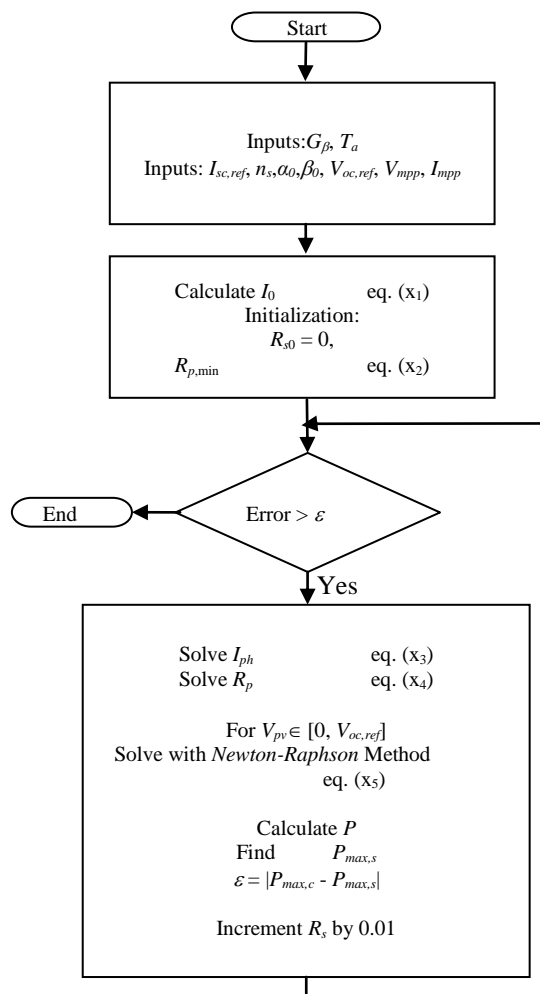 Start
Inputs:Gβ, Ta
Inputs: Isc,ref, ns,α0,β0, Voc,ref, Vmpp, Impp
Calculate I0 eq. (x1)
Initialization:
Rs0 = 0,
Rp,min eq. (x2)
End
Error > ε
Yes
Solve Iph eq. (x3)
Solve Rp eq. (x4)
For Vpv ∈ [0, Voc,ref]
Solve with Newton-Raphson Method
eq. (x5)
Calculate P
Find Pmax,s
ε = |Pmax,c - Pmax,s|
Increment Rs by 0.01